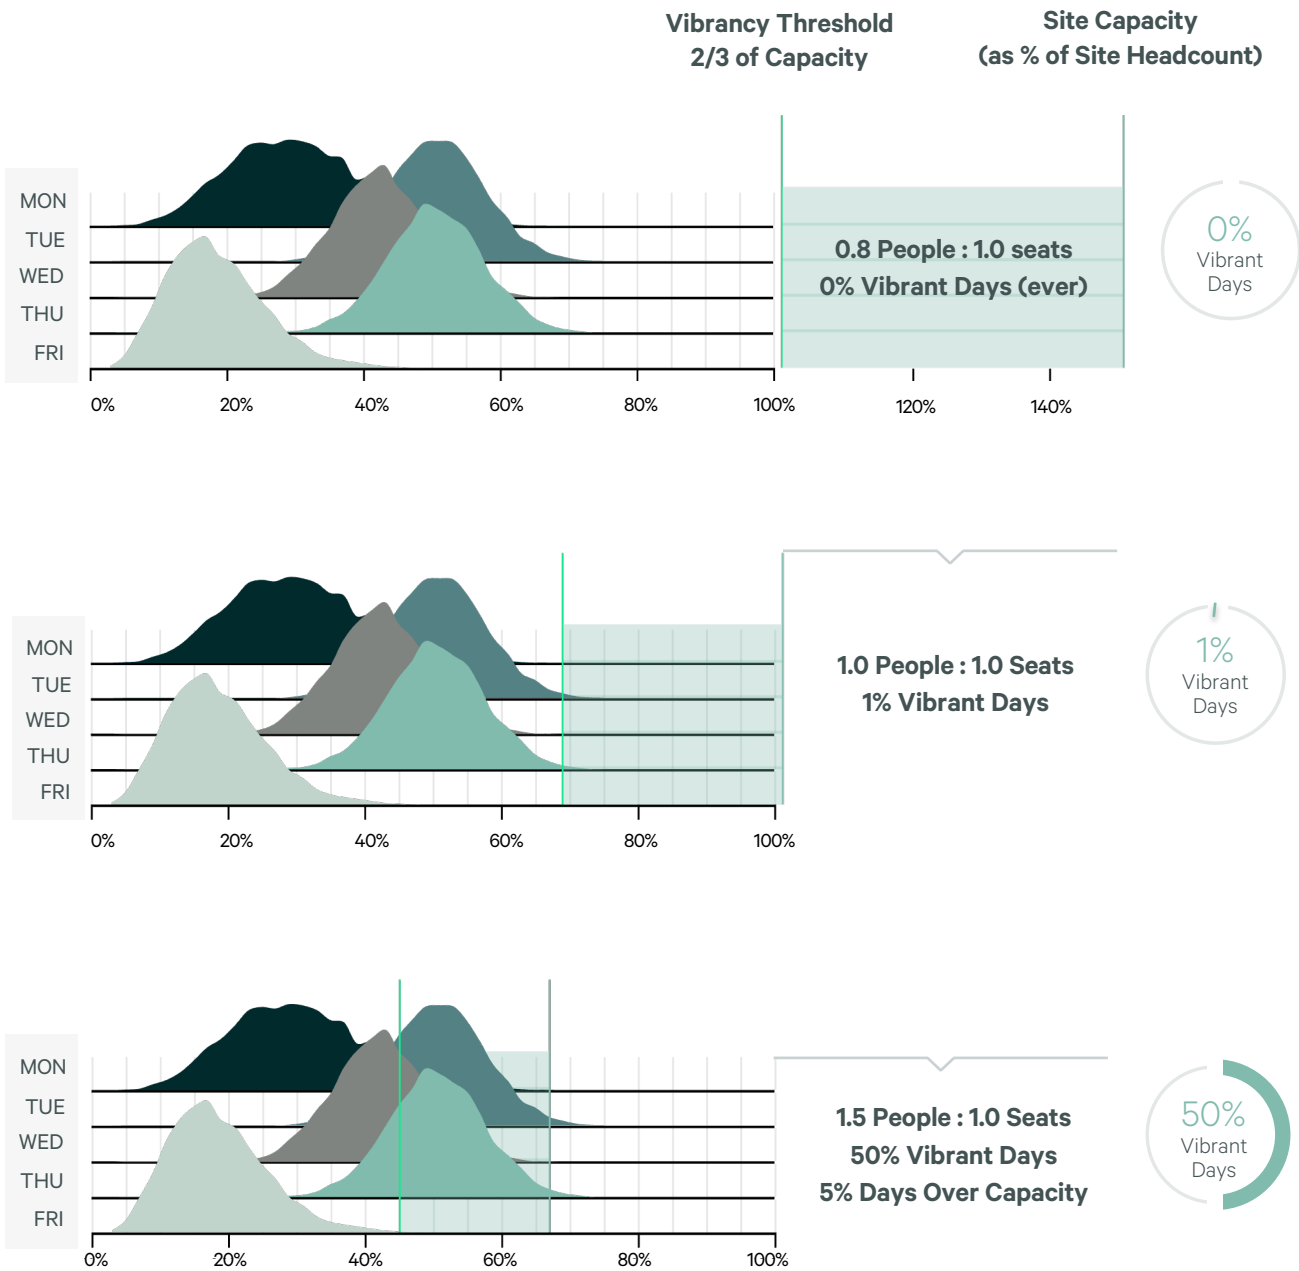 Vibrancy Threshold
2/3 of Capacity
Site Capacity
(as % of Site Headcount)
MON
TUE
WED
THU
FRI
0.8 People : 1.0 seats
0% Vibrant Days (ever)
0%
Vibrant
Days
0% 20% 40% 60% 80% 100% 120% 140%
MON
TUE
WED
THU
FRI
1.0 People : 1.0 Seats
1% Vibrant Days
1%
Vibrant
Days
0% 20% 40% 60% 80% 100%
MON
TUE
WED
THU
FRI
1.5 People : 1.0 Seats
50% Vibrant Days
5% Days Over Capacity
50%
Vibrant
Days
0% 20% 40% 60% 80% 100%